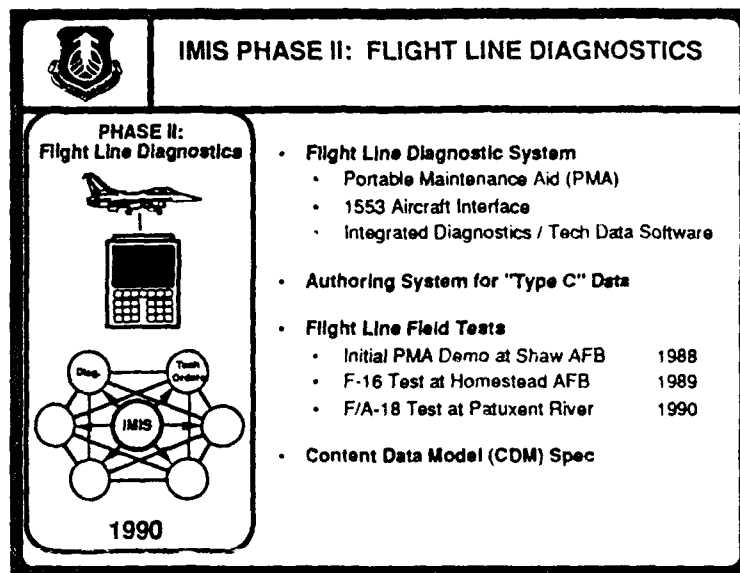 IMIS PHASE II: FLIGHT LINE DIAGNOSTICS
PHASE II:
Flight Line Diagnostics
Diag.
Tech
Orders
IMIS
1990
• Flight Line Diagnostic System
• Portable Maintenance Aid (PMA)
• 1553 Aircraft Interface
• Integrated Diagnostics / Tech Data Software
• Authoring System for "Type C" Data
• Flight Line Field Tests
• Initial PMA Demo at Shaw AFB 1988
• F-16 Test at Homestead AFB 1989
• F/A-18 Test at Patuxent River 1990
• Content Data Model (CDM) Spec